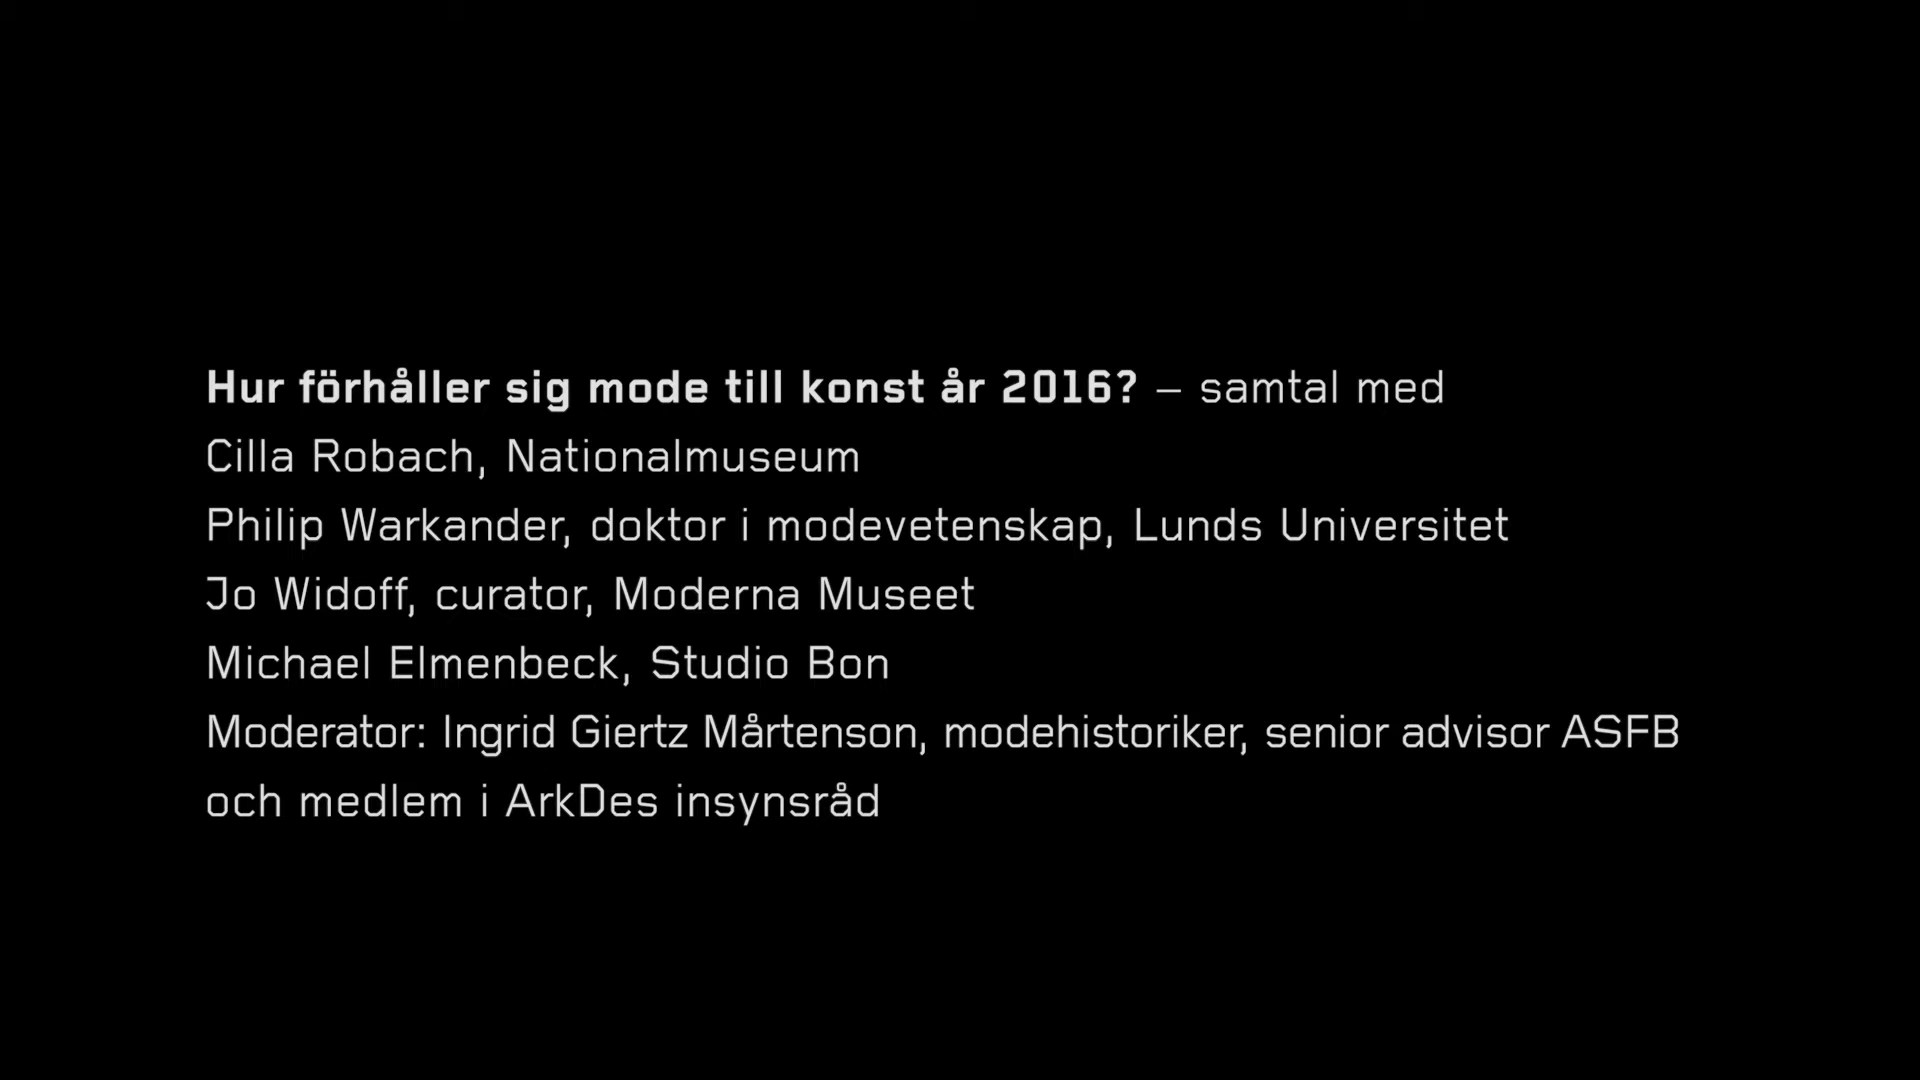 Hur förhåller sig mode till konst år 2016? – samtal med
Cilla Robach, Nationalmuseum
Philip Warkander, doktor i modevetenskap, Lunds Universitet
Jo Widoff, curator, Moderna Museet
Michael Elmenbeck, Studio Bon
Moderator: Ingrid Giertz Mårtenson, modehistoriker, senior advisor ASFB
och medlem i ArkDes insynsråd